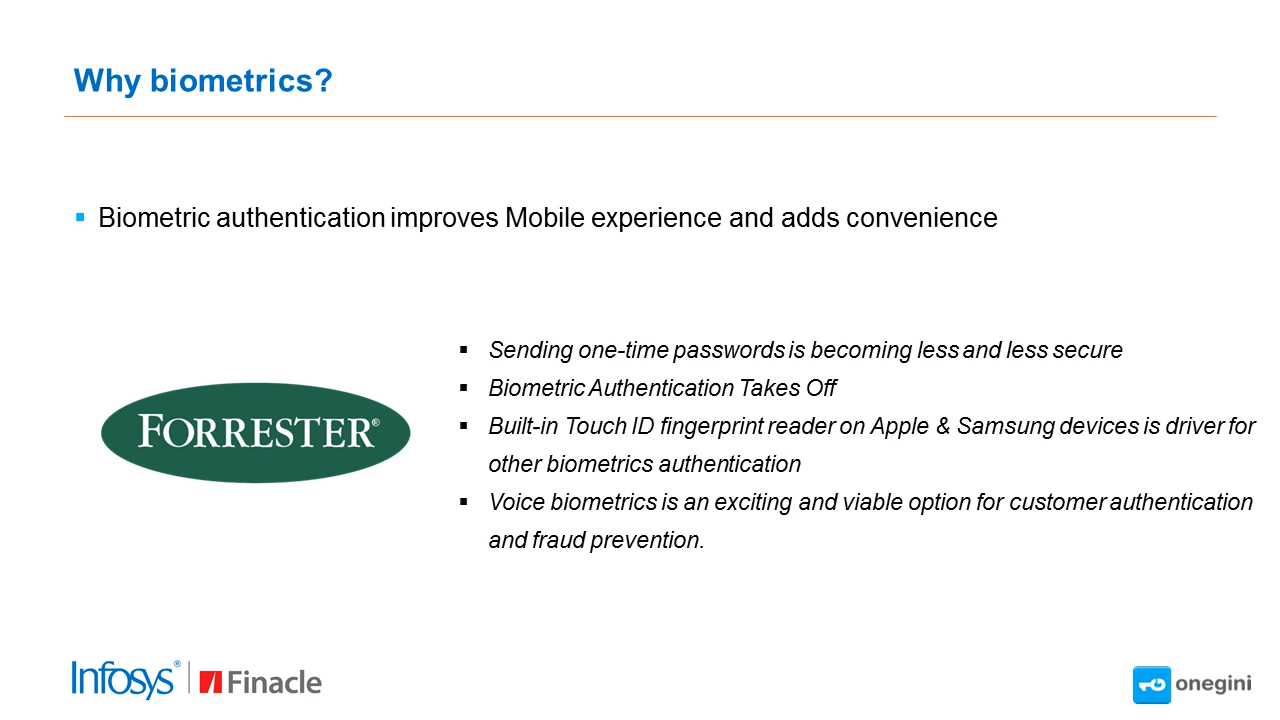 Why biometrics?
Biometric authentication improves Mobile experience and adds convenience
Sending one-time passwords is becoming less and less secure
Biometric Authentication Takes Off
Built-in Touch ID fingerprint reader on Apple & Samsung devices is driver for
other biometrics authentication
Voice biometrics is an exciting and viable option for customer authentication
and fraud prevention.
FORRESTER®
Infosys® | Finacle
onegini